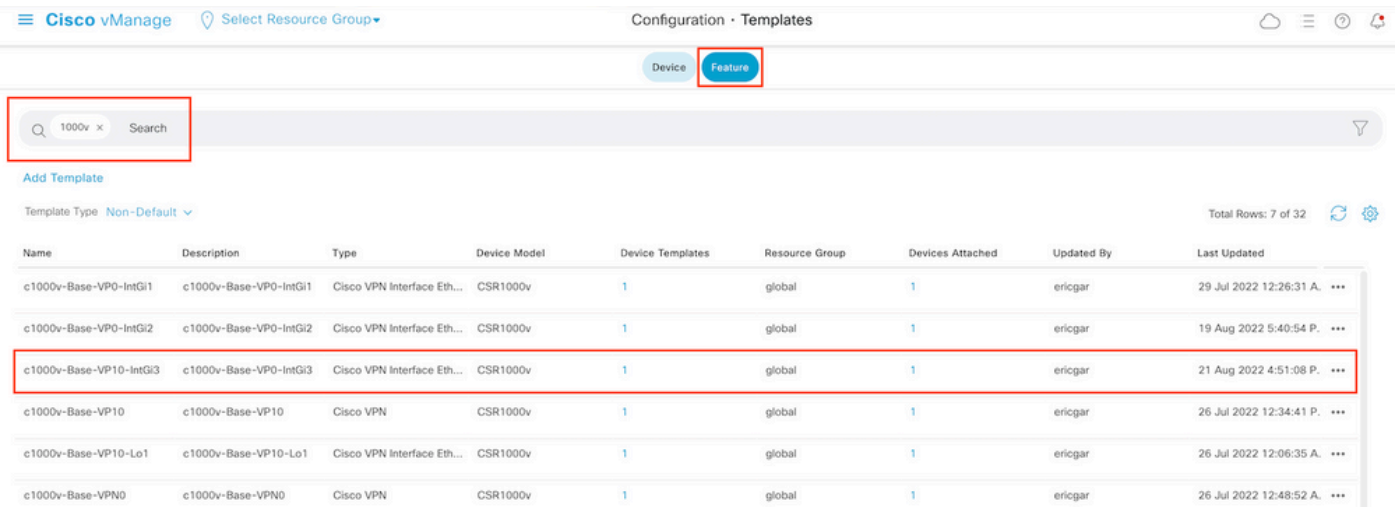 Cisco vManage Select Resource Group Configuration · Templates
Device Feature
1000v × Search
Add Template
Template Type Non-Default Total Rows: 7 of 32
Name Description Type Device Model Device Templates Resource Group Devices Attached Updated By Last Updated
c1000v-Base-VP0-IntGi1 c1000v-Base-VP0-IntGi1 Cisco VPN Interface Eth... CSR1000v 1 global 1 ericgar 29 Jul 2022 12:26:31 A. •••
c1000v-Base-VP0-IntGi2 c1000v-Base-VP0-IntGi2 Cisco VPN Interface Eth... CSR1000v 1 global 1 ericgar 19 Aug 2022 5:40:54 P. •••
c1000v-Base-VP10-IntGi3 c1000v-Base-VP0-IntGi3 Cisco VPN Interface Eth... CSR1000v 1 global 1 ericgar 21 Aug 2022 4:51:08 P. •••
c1000v-Base-VP10 c1000v-Base-VP10 Cisco VPN CSR1000v 1 global 1 ericgar 26 Jul 2022 12:34:41 P. •••
c1000v-Base-VP10-Lo1 c1000v-Base-VP10-Lo1 Cisco VPN Interface Eth... CSR1000v 1 global 1 ericgar 26 Jul 2022 12:06:35 A. •••
c1000v-Base-VPN0 c1000v-Base-VPN0 Cisco VPN CSR1000v 1 global 1 ericgar 26 Jul 2022 12:48:52 A. •••